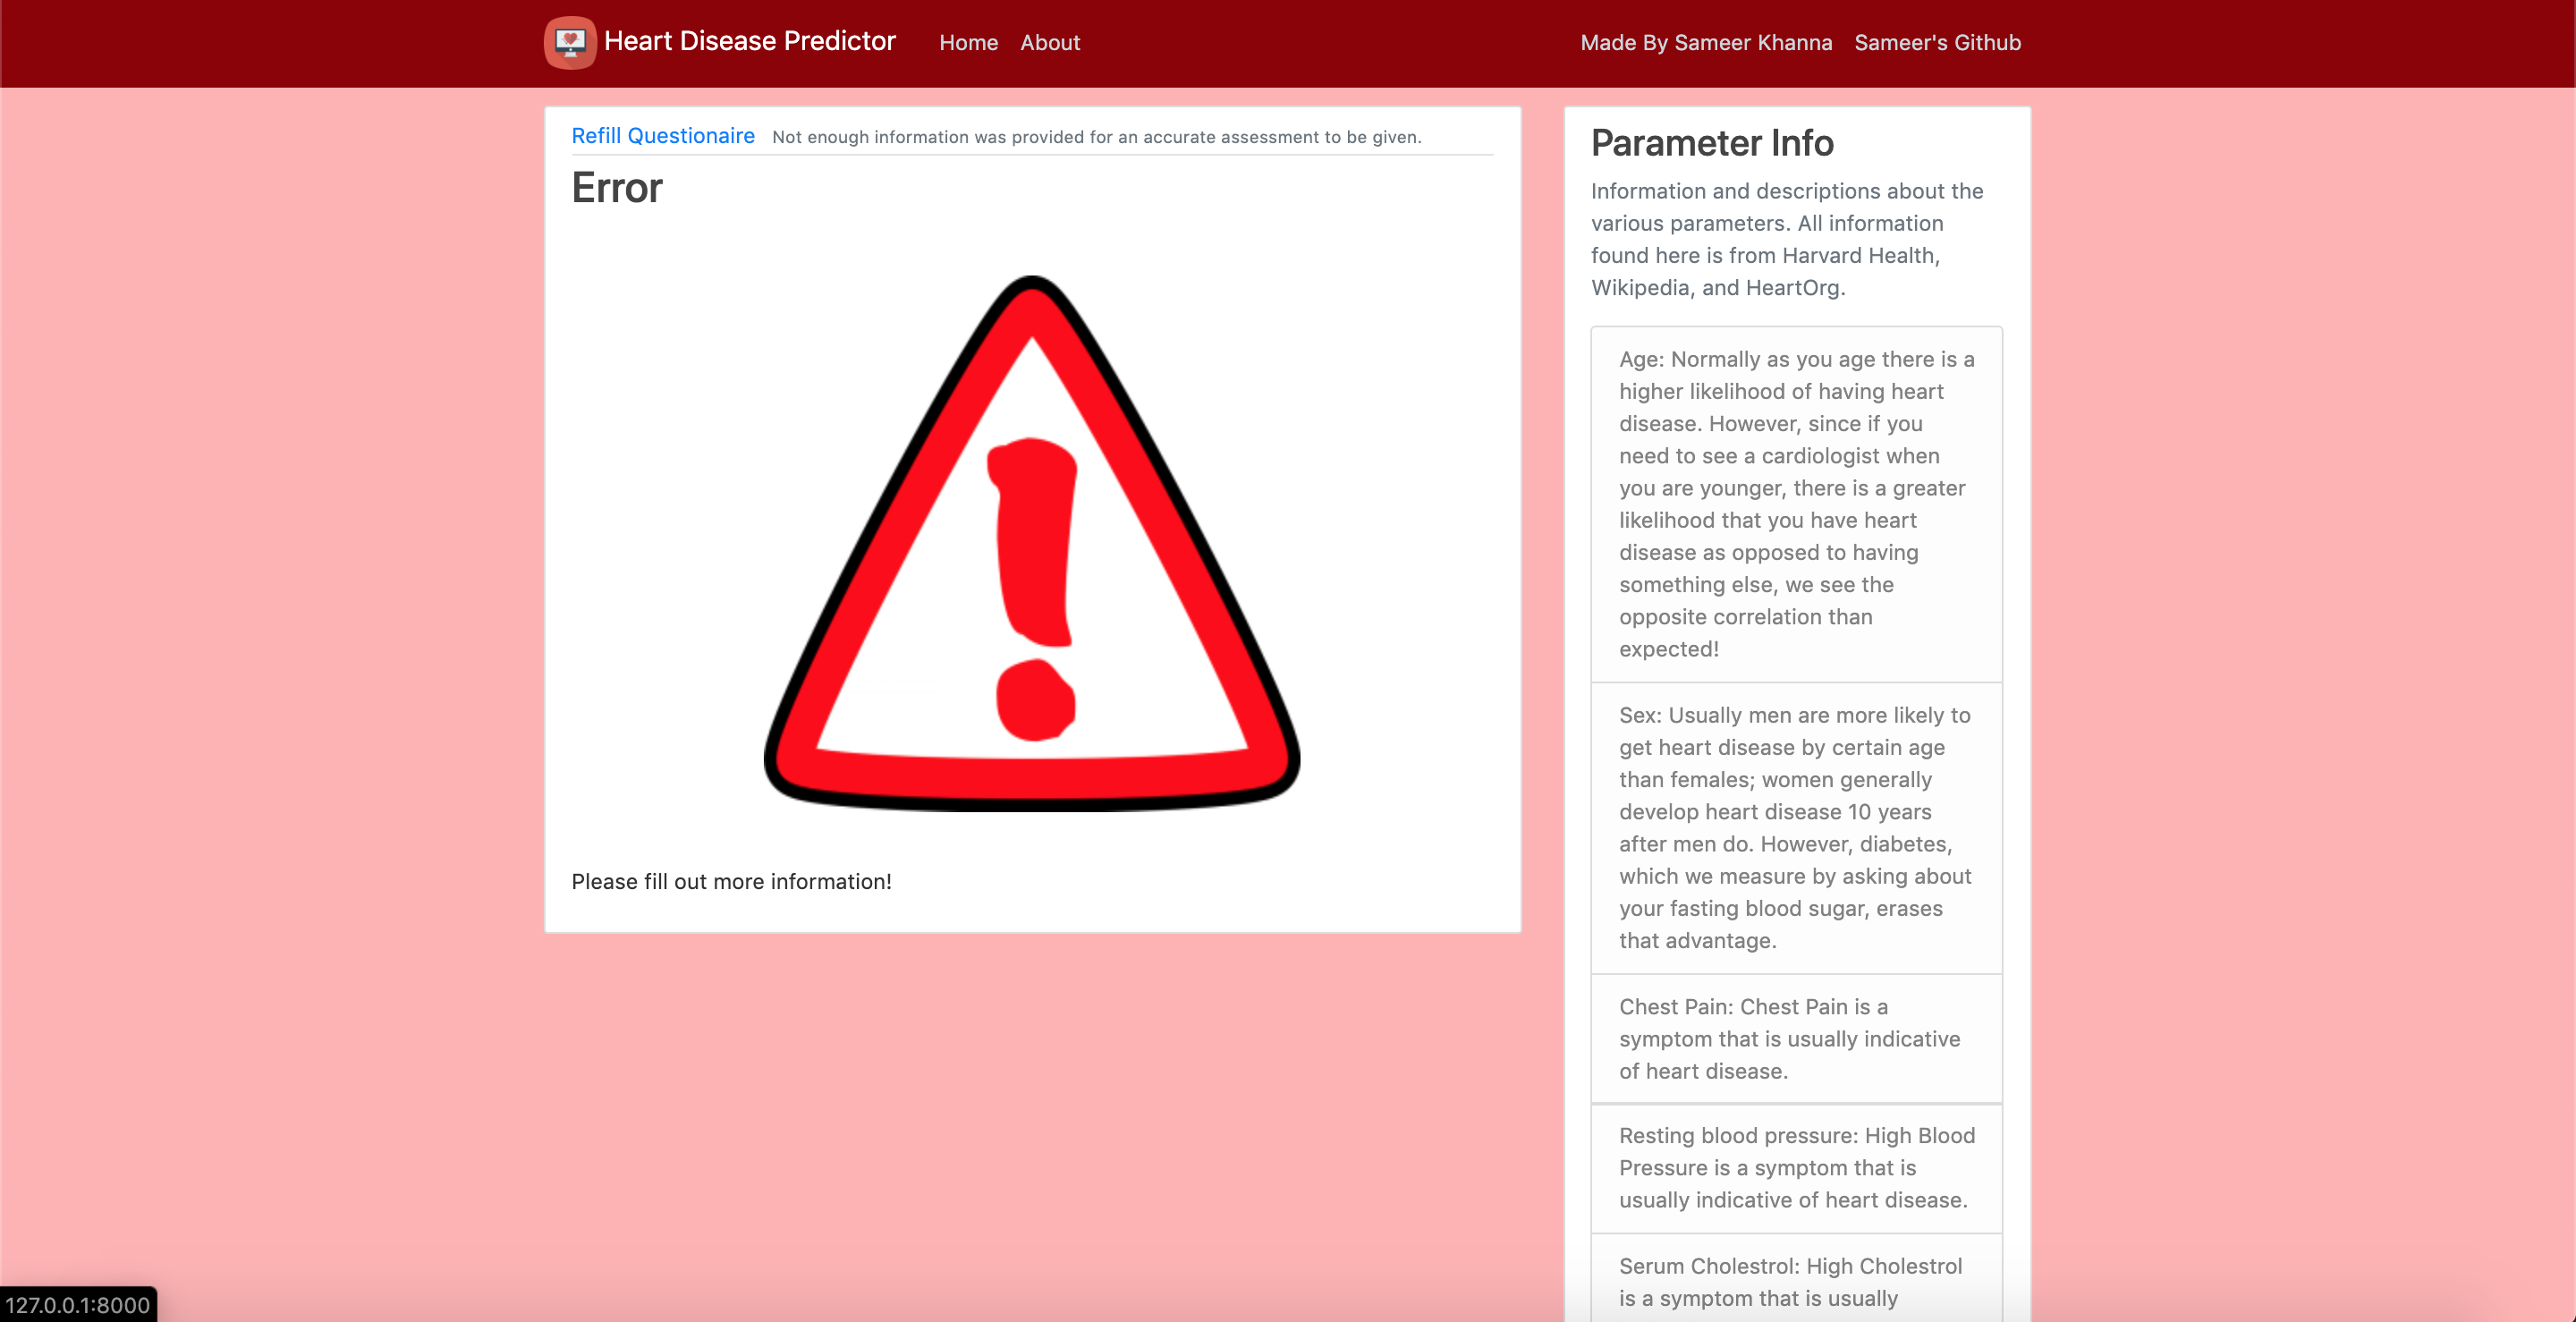 Heart Disease Predictor Home About Made By Sameer Khanna Sameer's Github
Refill Questionaire Not enough information was provided for an accurate assessment to be given.
Error
Please fill out more information!
Parameter Info
Information and descriptions about the
various parameters. All information
found here is from Harvard Health,
Wikipedia, and HeartOrg.
Age: Normally as you age there is a
higher likelihood of having heart
disease. However, since if you
need to see a cardiologist when
you are younger, there is a greater
likelihood that you have heart
disease as opposed to having
something else, we see the
opposite correlation than
expected!
Sex: Usually men are more likely to
get heart disease by certain age
than females; women generally
develop heart disease 10 years
after men do. However, diabetes,
which we measure by asking about
your fasting blood sugar, erases
that advantage.
Chest Pain: Chest Pain is a
symptom that is usually indicative
of heart disease.
Resting blood pressure: High Blood
Pressure is a symptom that is
usually indicative of heart disease.
Serum Cholestrol: High Cholestrol
is a symptom that is usually
127.0.0.1:8000